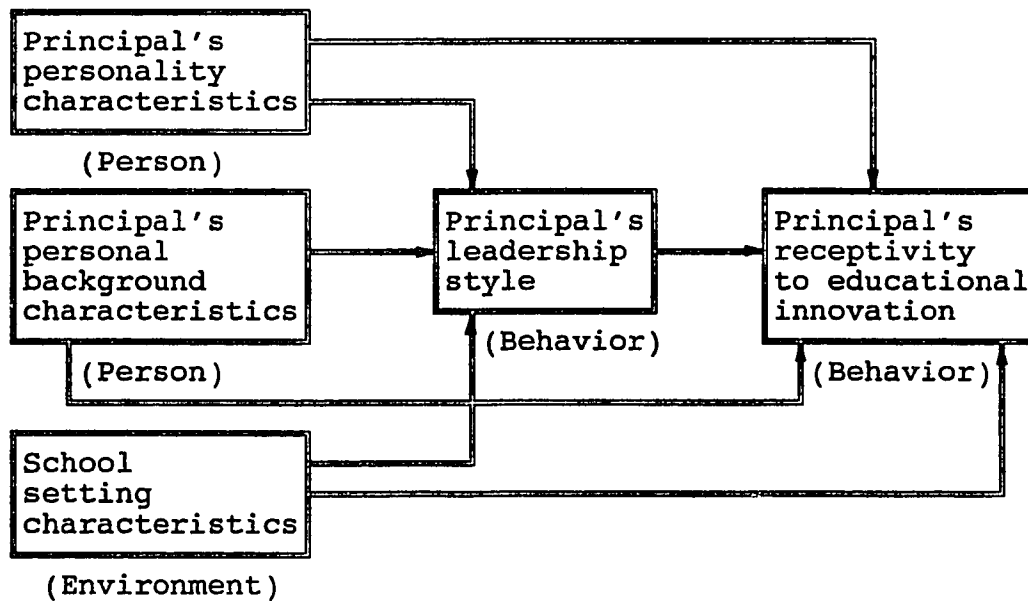 Principal's
personality
characteristics
(Person)
Principal's
personal
background
characteristics
(Person)
School
setting
characteristics
(Environment)
Principal's
leadership
style
(Behavior)
Principal's
receptivity
to educational
innovation
(Behavior)